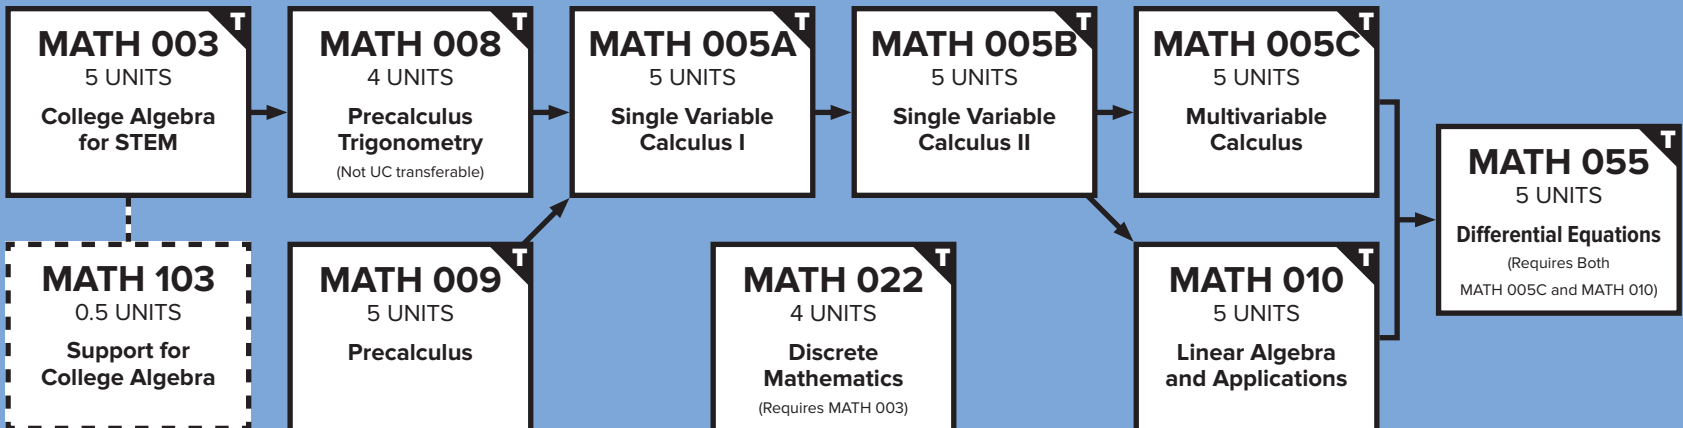 T
MATH 003
5 UNITS
College Algebra
for STEM
T
MATH 008
4 UNITS
Precalculus
Trigonometry
(Not UC transferable)
T
MATH 005A
5 UNITS
Single Variable
Calculus I
T
MATH 005B
5 UNITS
Single Variable
Calculus II
T
MATH 005C
5 UNITS
Multivariable
Calculus
T
MATH 055
5 UNITS
Differential Equations
(Requires Both
MATH 005C and MATH 010)
MATH 103
0.5 UNITS
Support for
College Algebra
T
MATH 009
5 UNITS
Precalculus
T
MATH 022
4 UNITS
Discrete
Mathematics
(Requires MATH 003)
T
MATH 010
5 UNITS
Linear Algebra
and Applications